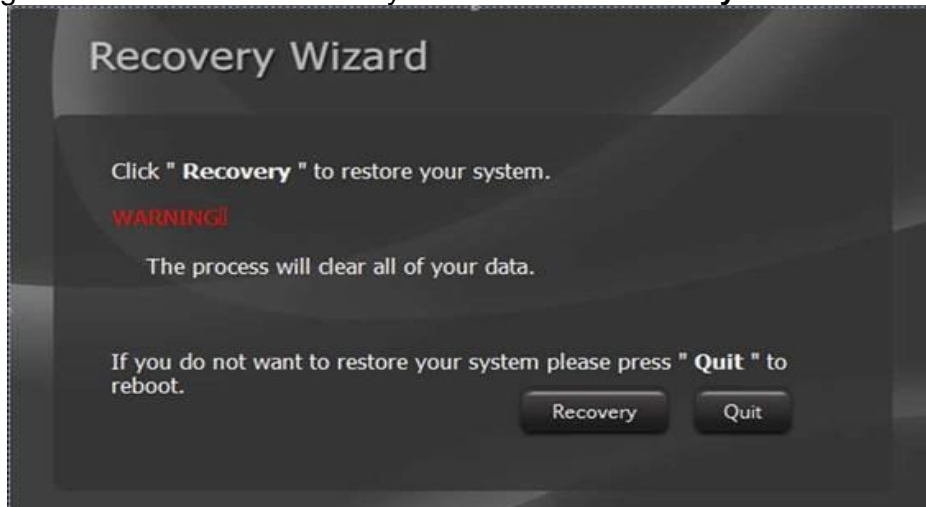 Recovery Wizard
Click " Recovery " to restore your system.
WARNING
The process will clear all of your data.
If you do not want to restore your system please press " Quit " to
reboot.
Recovery Quit